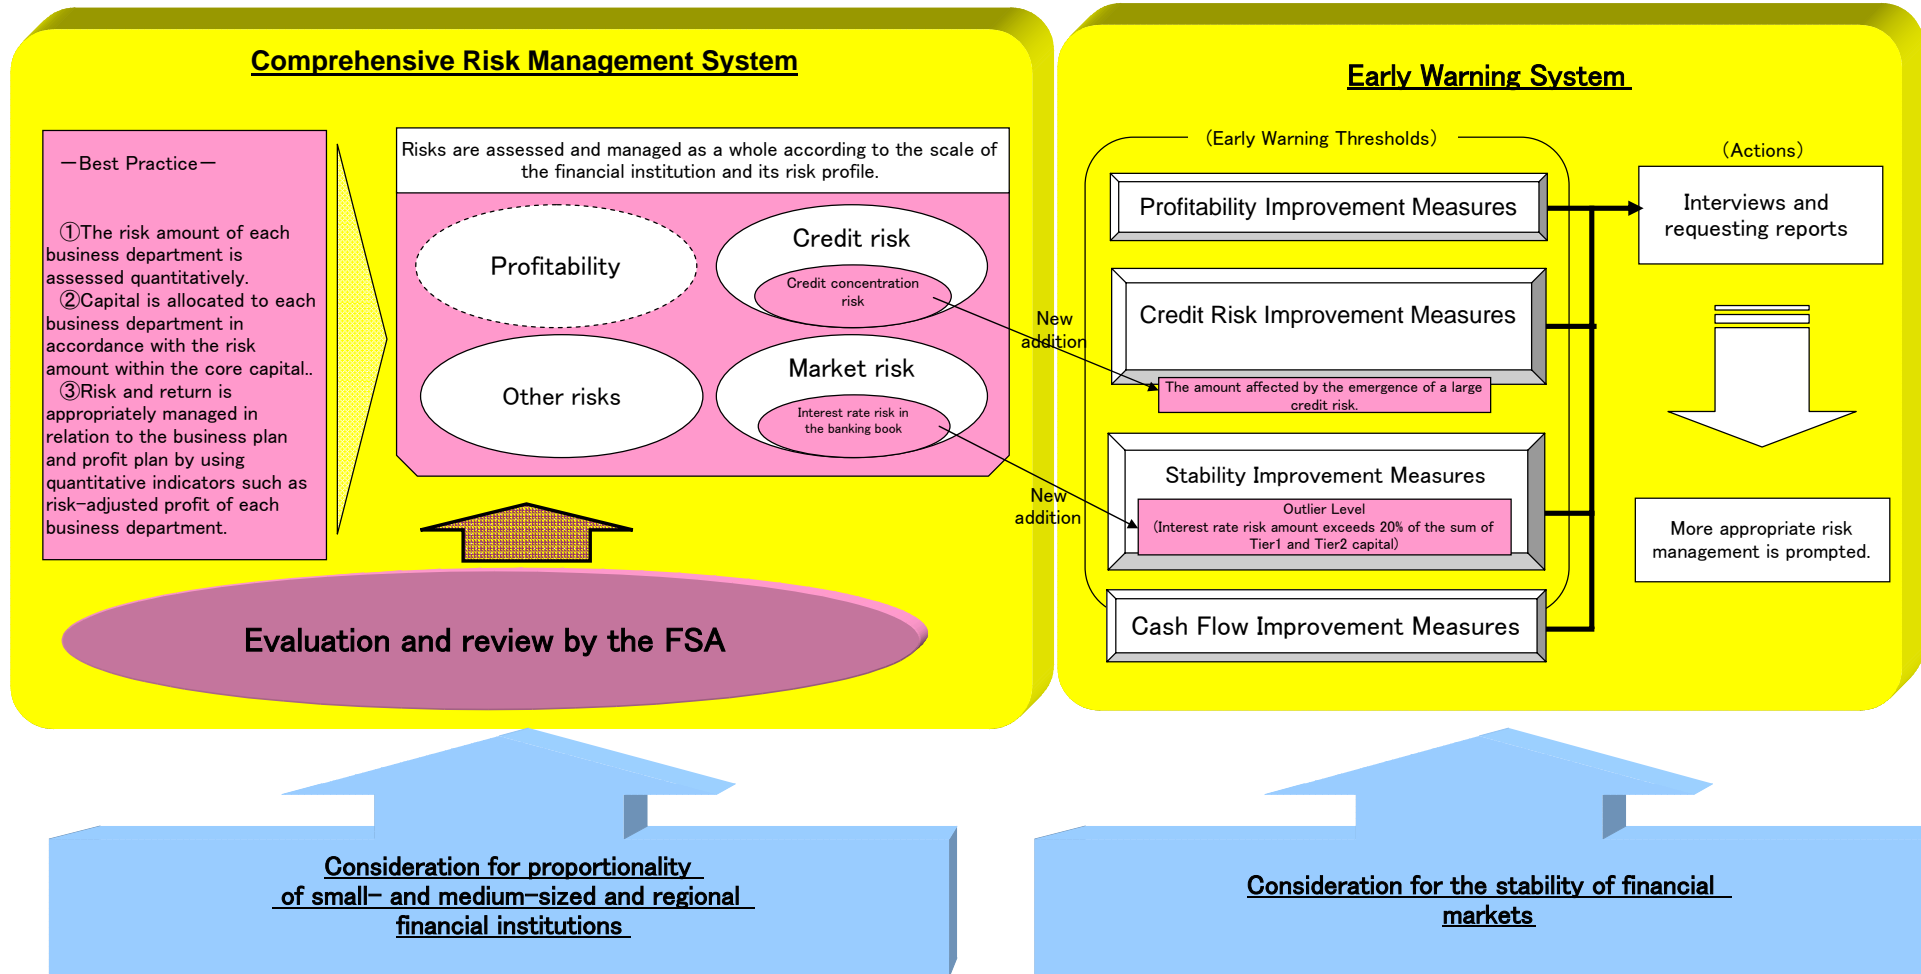 Comprehensive Risk Management System
－Best Practice－
①The risk amount of each
business department is
assessed quantitatively.
②Capital is allocated to each
business department in
accordance with the risk
amount within the core capital..
③Risk and return is
appropriately managed in
relation to the business plan
and profit plan by using
quantitative indicators such as
risk-adjusted profit of each
business department.
Risks are assessed and managed as a whole according to the scale of
the financial institution and its risk profile.
Profitability
Credit risk
Credit concentration
risk
Other risks
Market risk
Interest rate risk in
the banking book
Evaluation and review by the FSA
New
addition
New
addition
Early Warning System
(Early Warning Thresholds)
Profitability Improvement Measures
Credit Risk Improvement Measures
The amount affected by the emergence of a large
credit risk.
Stability Improvement Measures
Outlier Level
(Interest rate risk amount exceeds 20% of the sum of
Tier1 and Tier2 capital)
Cash Flow Improvement Measures
(Actions)
Interviews and
requesting reports
More appropriate risk
management is prompted.
Consideration for proportionality
of small- and medium-sized and regional
financial institutions
Consideration for the stability of financial
markets